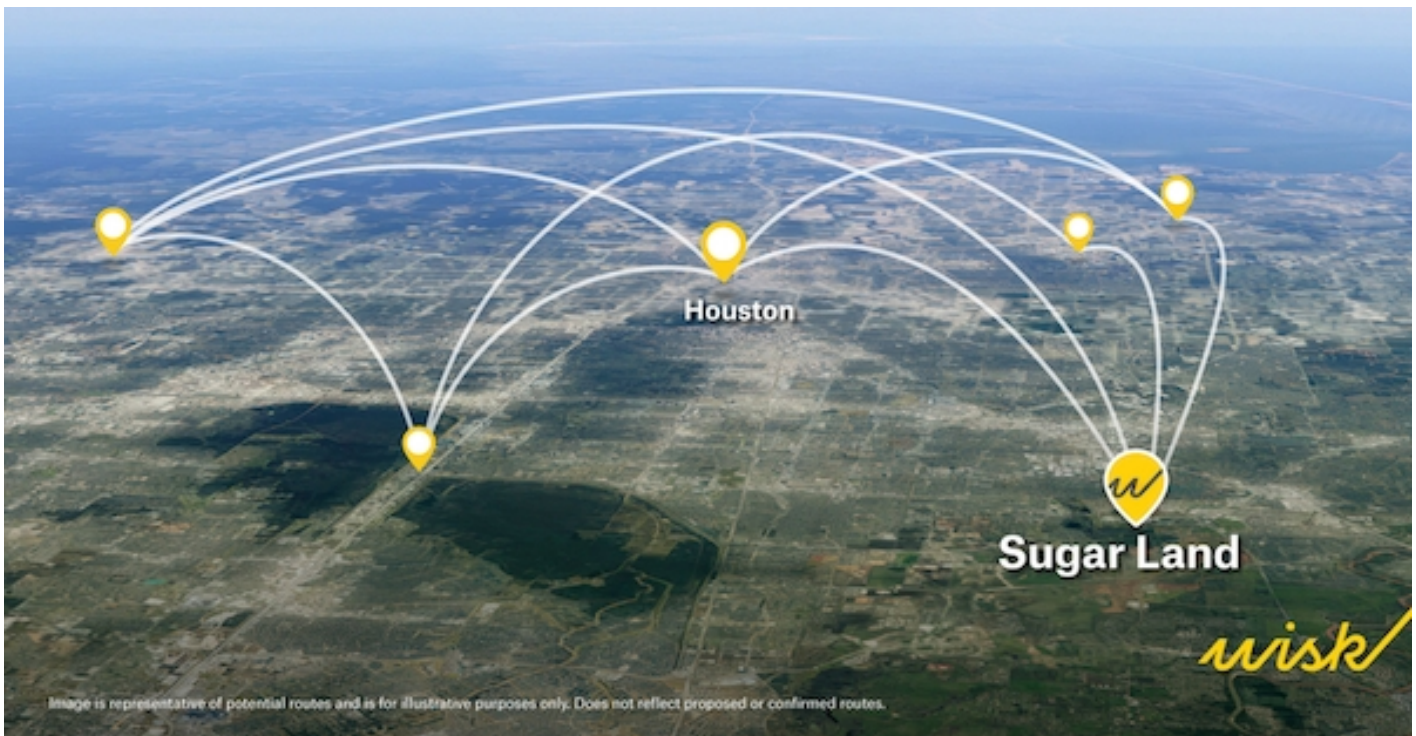 Houston
w
Sugar Land
wisk
Image is representative of potential routes and is for illustrative purposes only. Does not reflect proposed or confirmed routes.